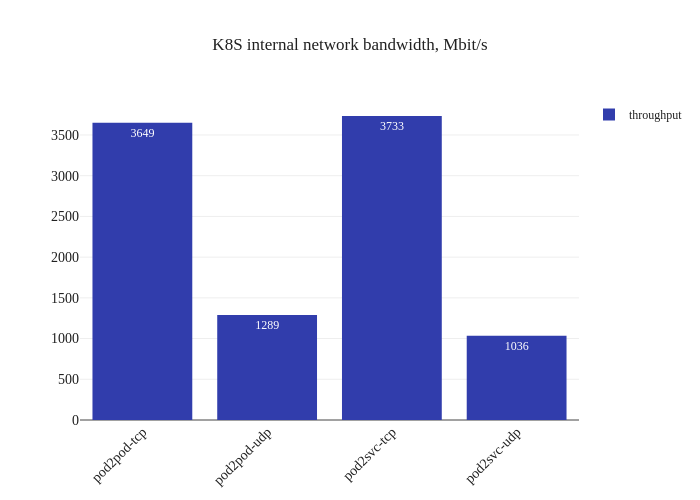 K8S internal network bandwidth, Mbit/s
throughput
3500
3000
2500
2000
1500
1000
500
0
3649
1289
3733
1036
pod2pod-tcp
pod2pod-udp
pod2svc-tcp
pod2svc-udp